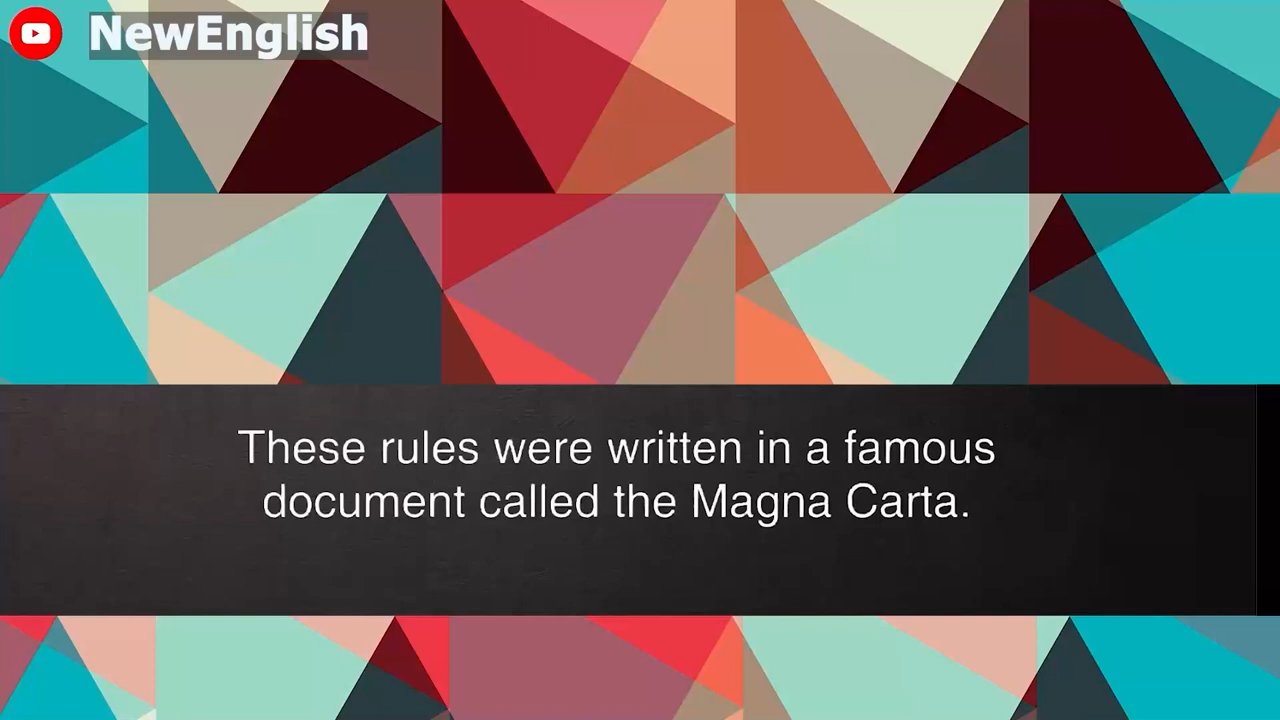 NewEnglish
These rules were written in a famous
document called the Magna Carta.